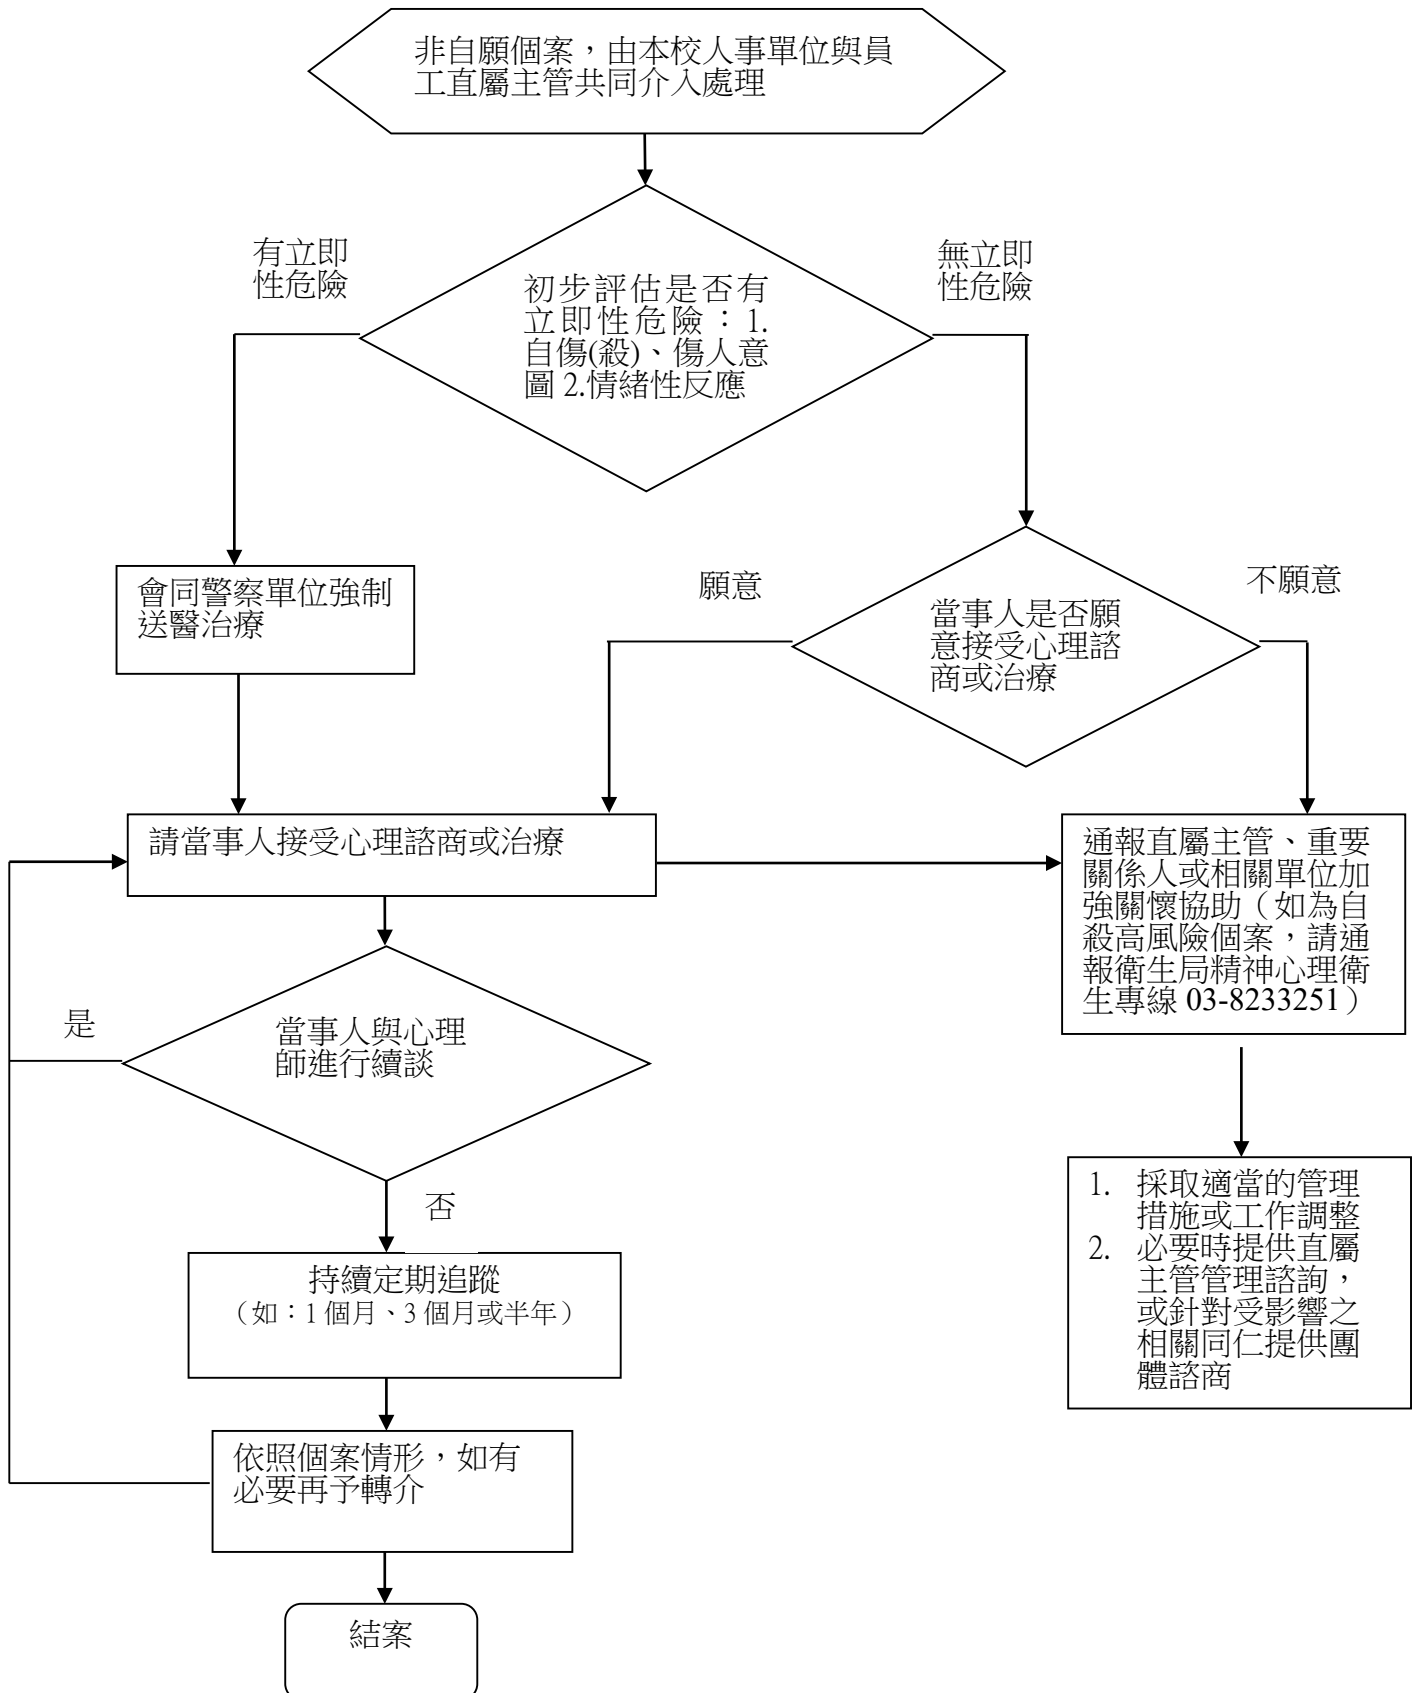 非自願個案，由本校人事單位與員
工直屬主管共同介入處理
有立即
性危險
無立即
性危險
初步評估是否有
立即性危險：1.
自傷(殺)、傷人意
圖 2.情緒性反應
會同警察單位強制
送醫治療
願意
不願意
當事人是否願
意接受心理諮
商或治療
請當事人接受心理諮商或治療
通報直屬主管、重要
關係人或相關單位加
強關懷協助（如為自
殺高風險個案，請通
報衛生局精神心理衛
生專線 03-8233251）
是
當事人與心理
師進行續談
否
1. 採取適當的管理
措施或工作調整
2. 必要時提供直屬
主管管理諮詢，
或針對受影響之
相關同仁提供團
體諮商
持續定期追蹤
（如：1 個月、3 個月或半年）
依照個案情形，如有
必要再予轉介
結案